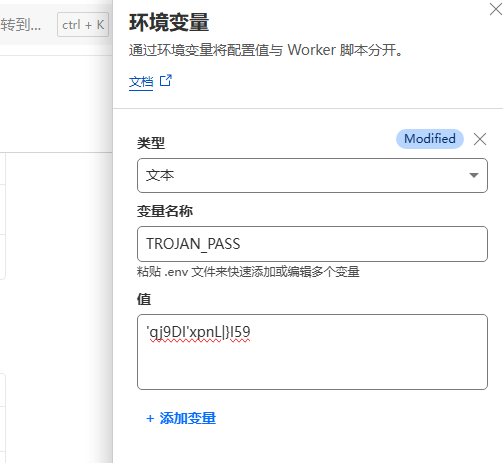 转到... ctrl + K
环境变量
通过环境变量将配置值与 Worker 脚本分开。
文档
Modified
类型
文本
变量名称
TROJAN_PASS
粘贴 .env 文件来快速添加或编辑多个变量
值
'qj9DI'xpnL|}I59
+ 添加变量